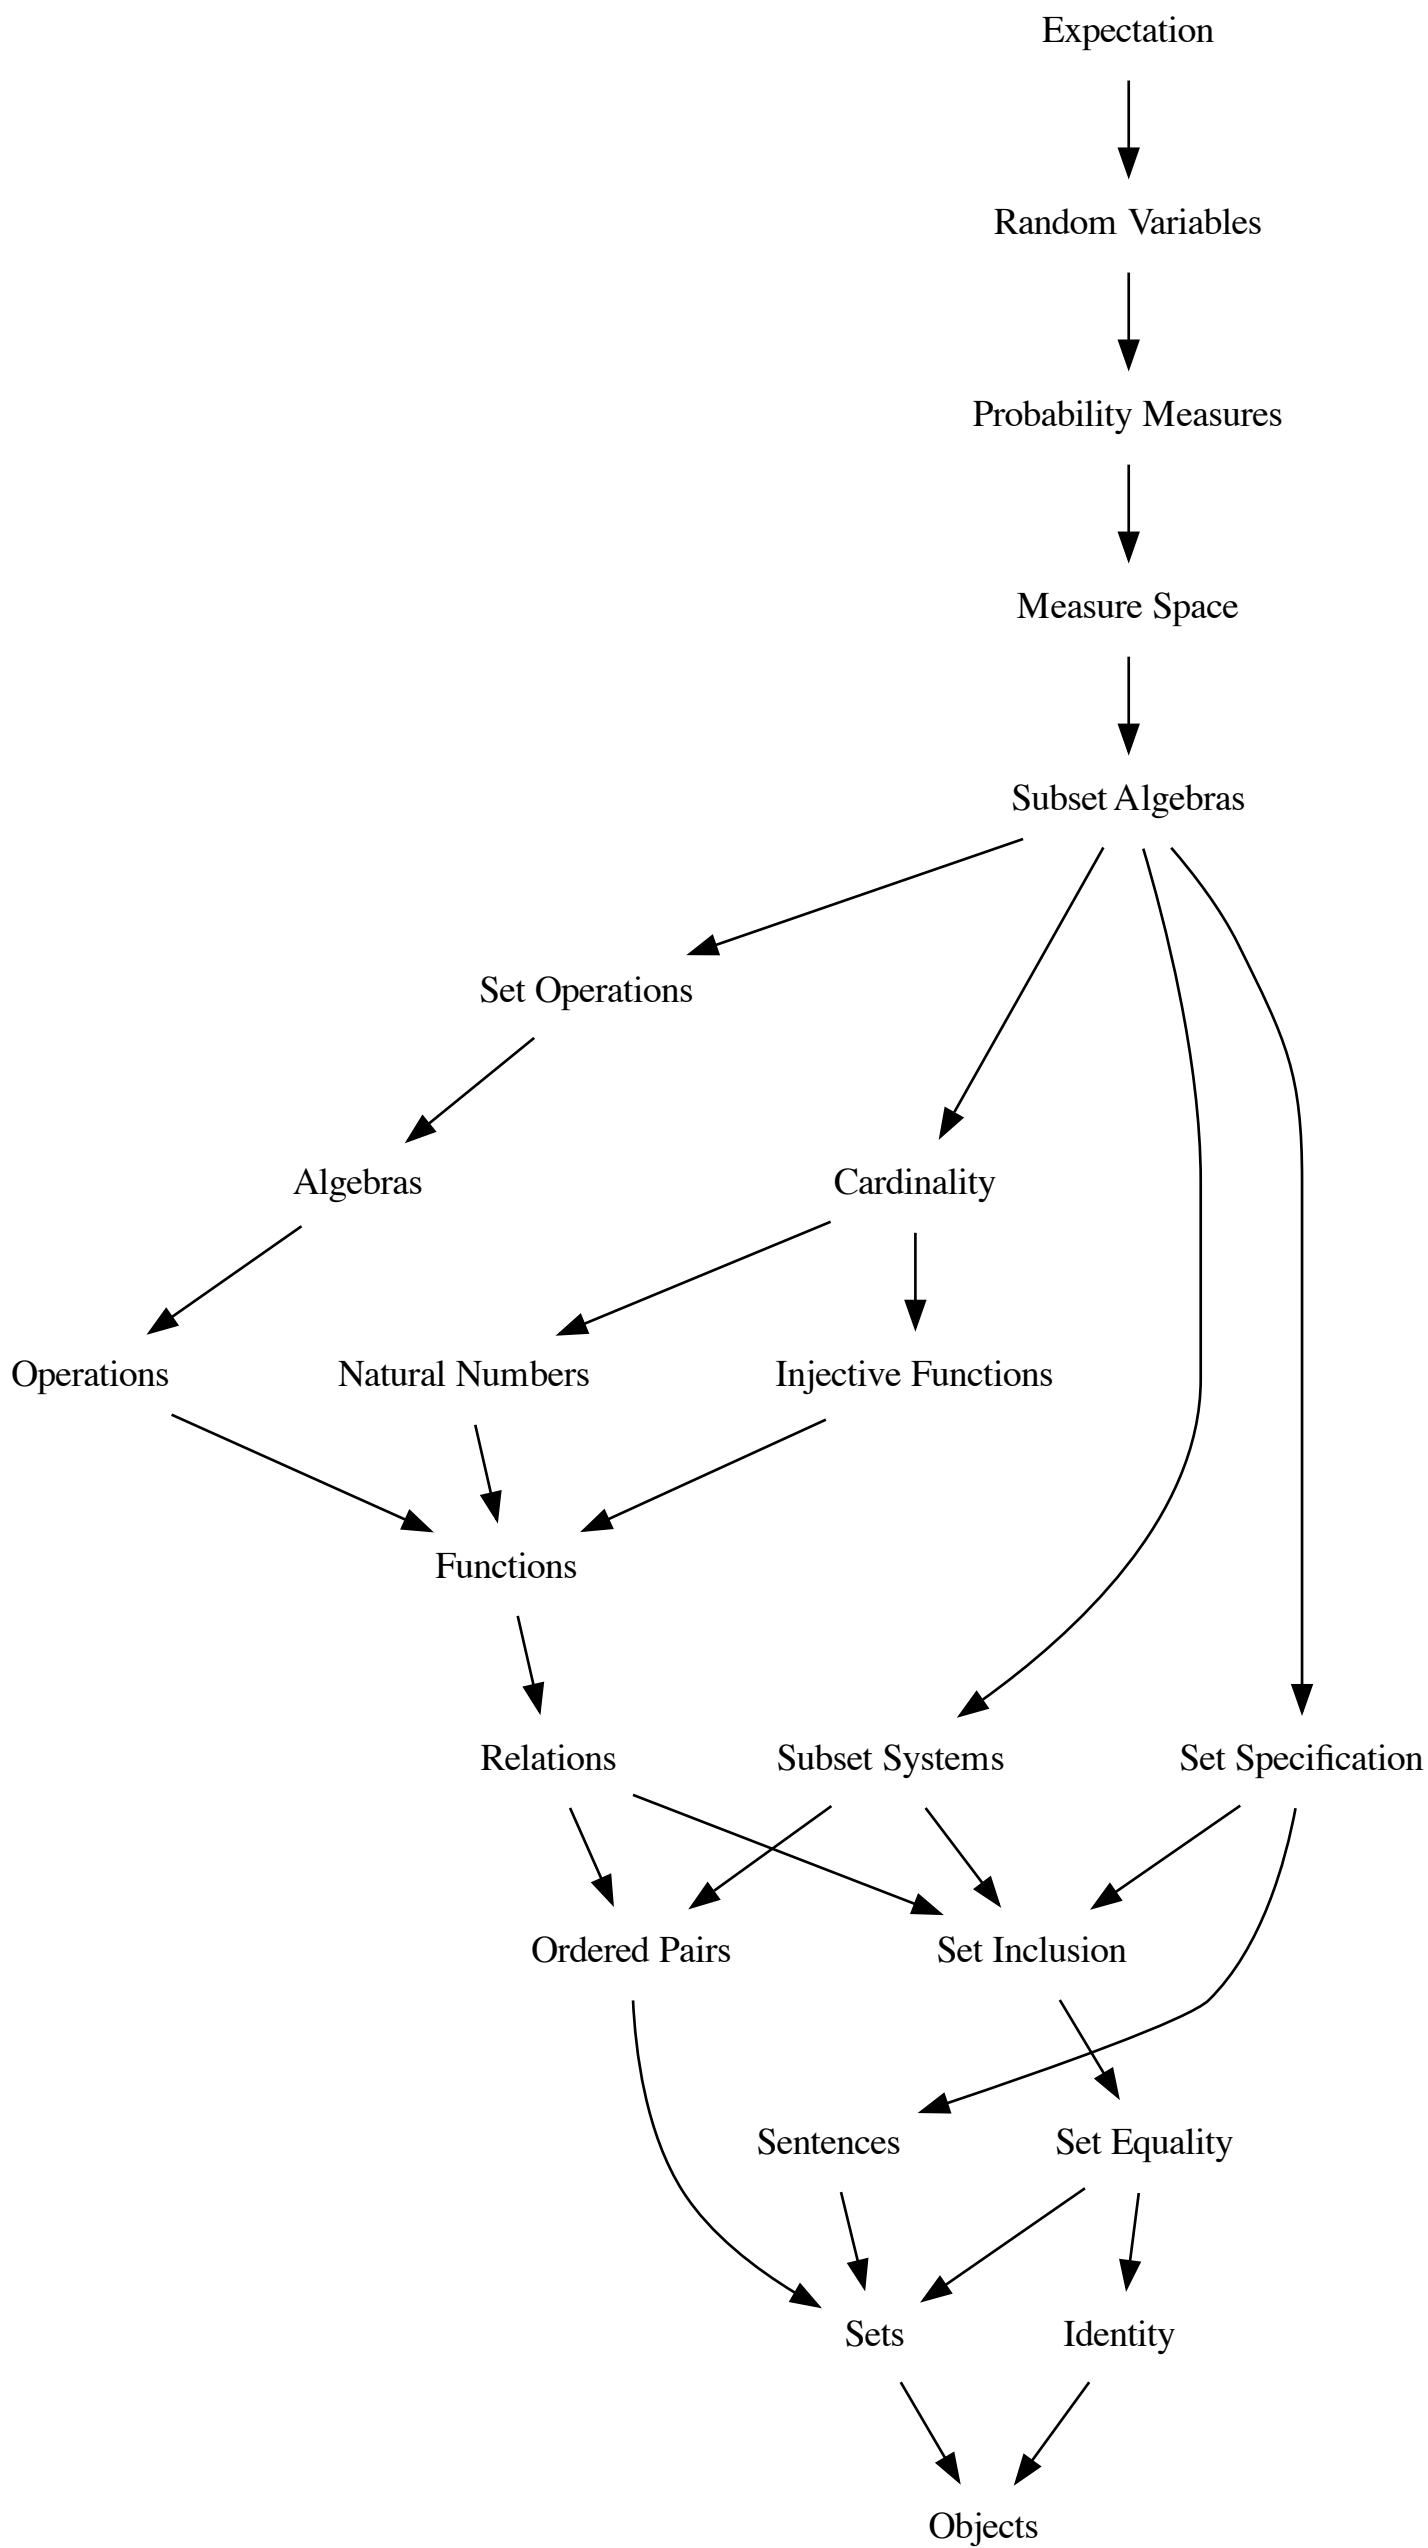 Expectation
Random Variables
Probability Measures
Measure Space
Subset Algebras
Set Operations
Algebras
Cardinality
Operations
Natural Numbers
Injective Functions
Functions
Relations
Subset Systems
Set Specification
Ordered Pairs
Set Inclusion
Sentences
Set Equality
Sets
Identity
Objects